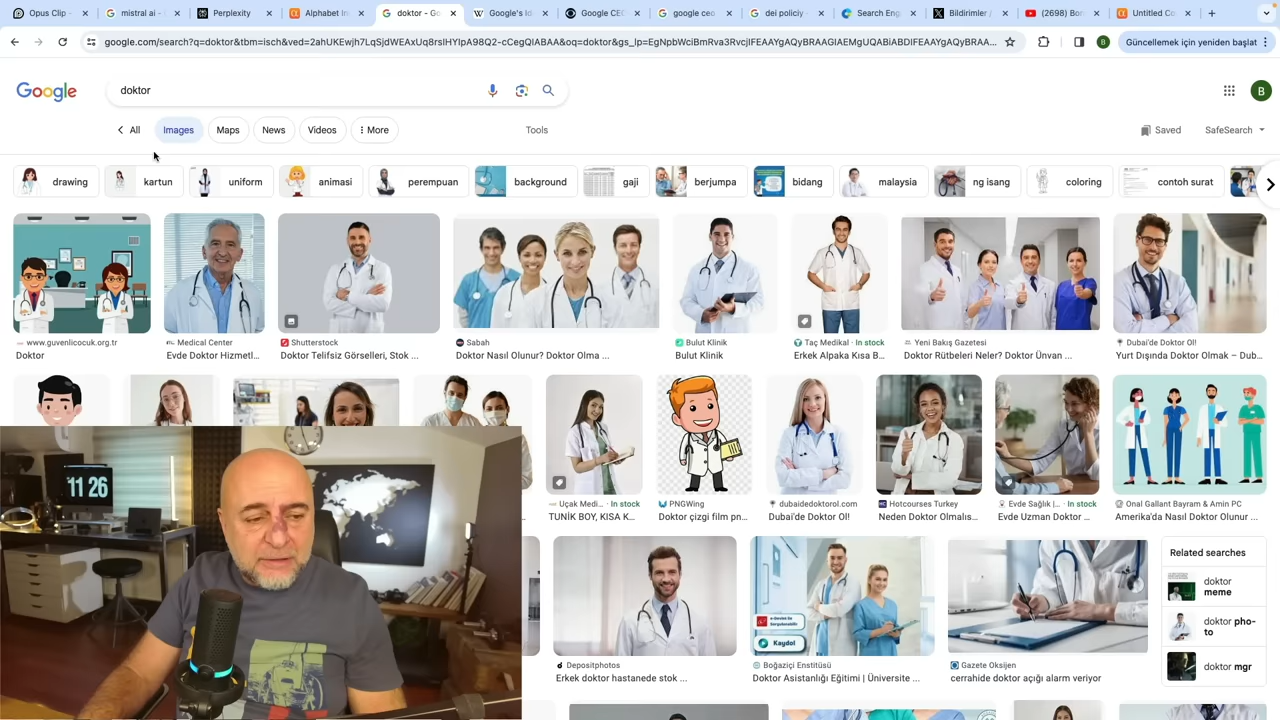 Opus Clip -
mistral ai -
Perplexity
Alphabet In
doktor - Go
Google's Id
Google CEO
google ceo
dei policiy -
Search Eng
Bildirimler /
(2698) Bor
Untitled Co
google.com/search?q=doktor&tbm=isch&ved=2ahUKEwjh7LqSjdWEAxUq8rsIHYIpA98Q2-cCegQIABAA&oq=doktor&gs_lp=EgNpbWciBmRva3RvcjIFEAAYgAQyBRAAGIAEMgUQABiABDIFEAAYgAQyBRAA...
B
Güncellemek için yeniden başlat
Google
doktor
B
All
Images
Maps
News
Videos
More
Tools
Saved
SafeSearch
drawing
kartun
uniform
animasi
perempuan
background
gaji
berjumpa
bidang
malaysia
ng isang
coloring
contoh surat
www.guvenlicocuk.org.tr
Doktor
Medical Center
Evde Doktor Hizmetl...
Shutterstock
Doktor Telifsiz Görselleri, Stok ...
Sabah
Doktor Nasıl Olunur? Doktor Olma ...
Bulut Klinik
Bulut Klinik
Taç Medikal · In stock
Erkek Alpaka Kısa B...
Yeni Bakış Gazetesi
Doktor Rütbeleri Neler? Doktor Ünvan ...
Dubai'de Doktor Ol!
Yurt Dışında Doktor Olmak – Dub...
Uçak Medi... · In stock
TUNİK BOY, KISA K...
PNGWing
Doktor çizgi film pn...
dubaidedoktorol.com
Dubai'de Doktor Ol!
Hotcourses Turkey
Neden Doktor Olmalıs...
Evde Sağlık |... · In stock
Evde Uzman Doktor ...
Onal Gallant Bayram & Amin PC
Amerika'da Nasıl Doktor Olunur ...
11 26
Related searches
doktor meme
doktor pho-
to
doktor mgr
Kaydol
Depositphotos
Erkek doktor hastanede stok ...
Boğaziçi Enstitüsü
Doktor Asistanlığı Eğitimi | Üniversite ...
Gazete Oksijen
cerrahide doktor açığı alarm veriyor